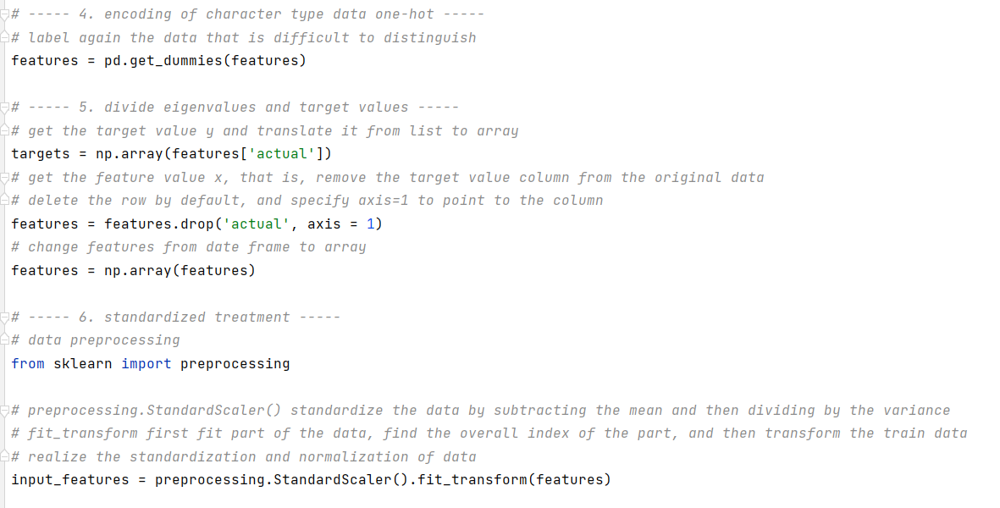 # ----- 4. encoding of character type data one-hot -----
# label again the data that is difficult to distinguish
features = pd.get_dummies(features)
# ----- 5. divide eigenvalues and target values -----
# get the target value y and translate it from list to array
targets = np.array(features['actual'])
# get the feature value x, that is, remove the target value column from the original data
# delete the row by default, and specify axis=1 to point to the column
features = features.drop('actual', axis = 1)
# change features from date frame to array
features = np.array(features)
# ----- 6. standardized treatment -----
# data preprocessing
from sklearn import preprocessing
# preprocessing.StandardScaler() standardize the data by subtracting the mean and then dividing by the variance
# fit_transform first fit part of the data, find the overall index of the part, and then transform the train data
# realize the standardization and normalization of data
input_features = preprocessing.StandardScaler().fit_transform(features)